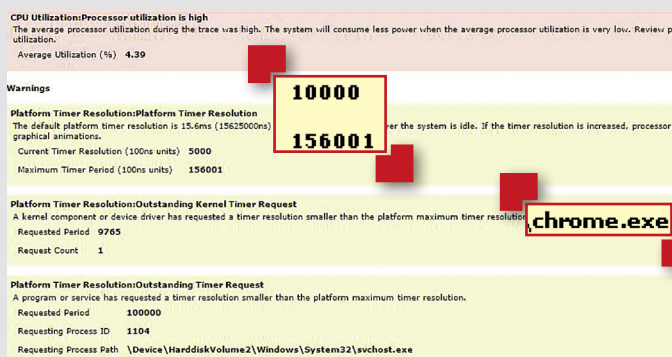 CPU Utilization:Processor utilization is high
The average processor utilization during the trace was high. The system will consume less power when the average processor utilization is very low. Review p
utilization.
Average Utilization (%) 4.39
Warnings
Platform Timer Resolution:Platform Timer Resolution
The default platform timer resolution is 15.6ms (15625000ns)
er the system is idle. If the timer resolution is increased, processor
graphical animations.
Current Timer Resolution (100ns units) 5000
Maximum Timer Period (100ns units) 156001
10000
156001
Platform Timer Resolution:Outstanding Kernel Timer Request
A kernel component or device driver has requested a timer resolution smaller than the platform maximum timer resolution
Requested Period 9765
Request Count 1
\chrome.exe
Platform Timer Resolution:Outstanding Timer Request
A program or service has requested a timer resolution smaller than the platform maximum timer resolution.
Requested Period 100000
Requesting Process ID 1104
Requesting Process Path \Device\HarddiskVolume2\Windows\System32\svchost.exe